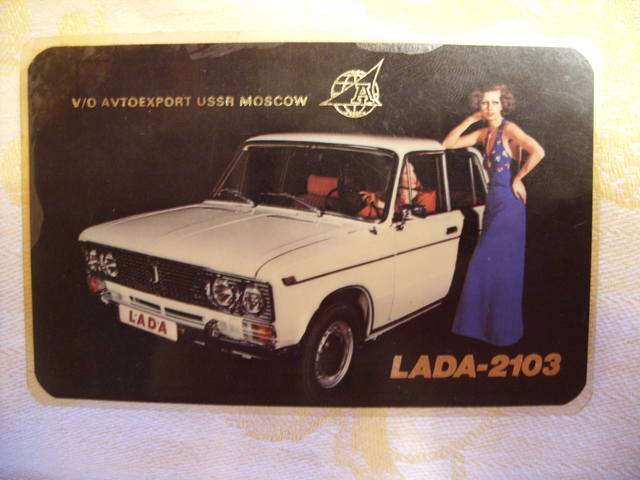 V/O AVTOEXPORT USSR MOSCOW
A
LADA
LADA-2103